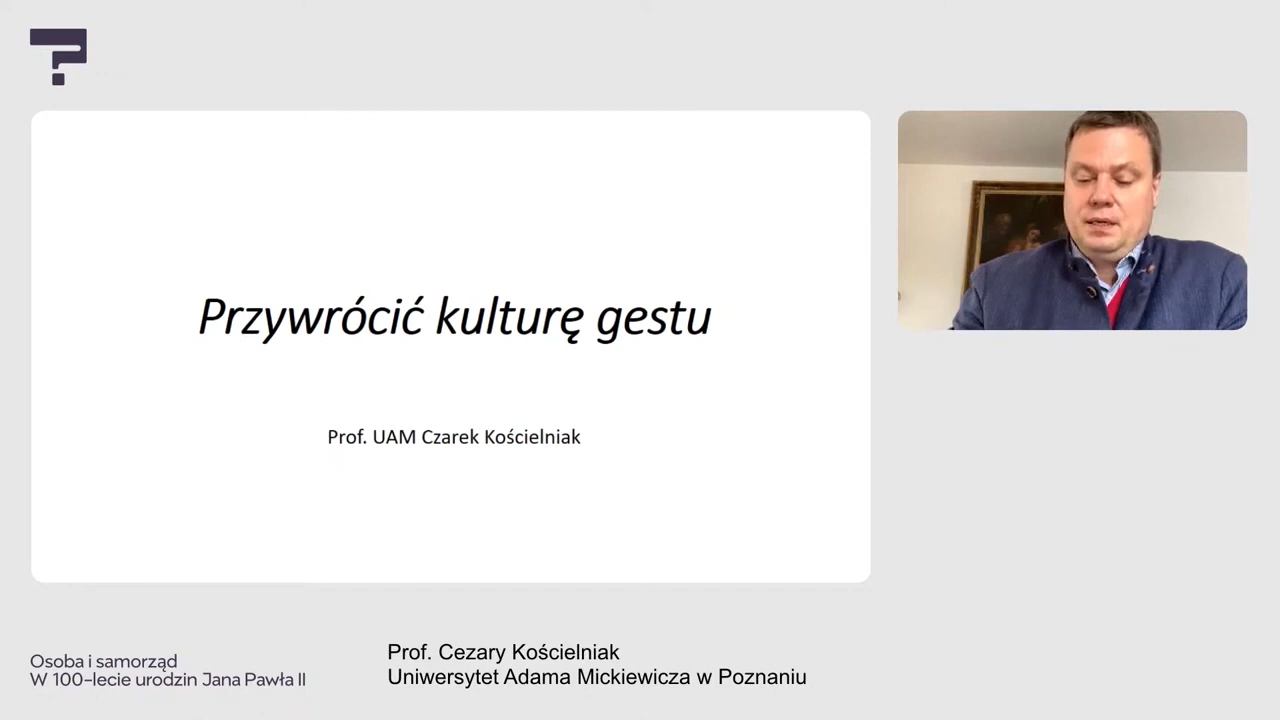 Przywrócić kulturę gestu
Prof. UAM Czarek Kościelniak
Osoba i samorząd
W 100-lecie urodzin Jana Pawła II
Prof. Cezary Kościelniak
Uniwersytet Adama Mickiewicza w Poznaniu